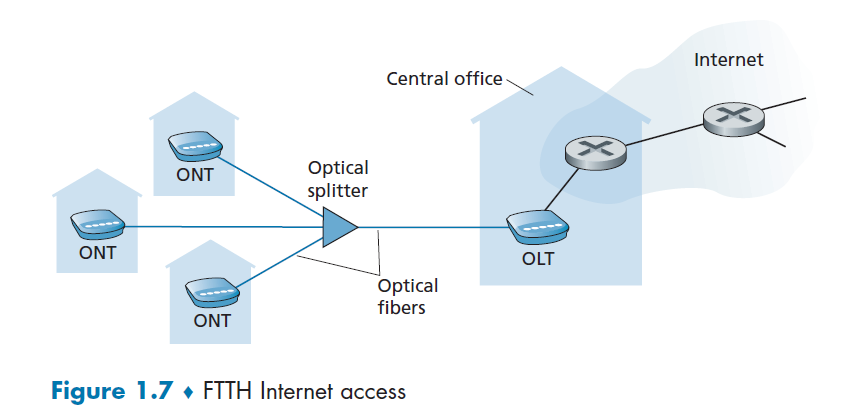 Internet
Central office
ONT
Optical
splitter
ONT
OLT
Optical
fibers
ONT
Figure 1.7 ♦ FTTH Internet access